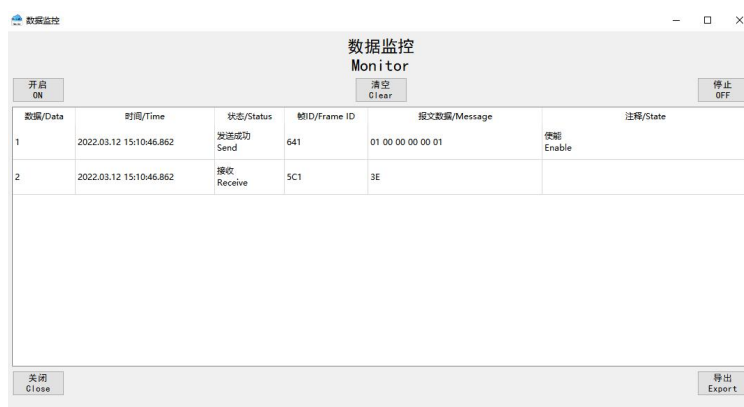 数据监控
数据监控
Monitor
开启
ON
清空
Clear
停止
OFF
数据/Data 时间/Time 状态/Status 帧ID/Frame ID 报文数据/Message 注释/State
1 2022.03.12 15:10:46.862 发送成功 Send 641 01 00 00 00 00 01 使能 Enable
2 2022.03.12 15:10:46.862 接收 Receive 5C1 3E
关闭
Close
导出
Export